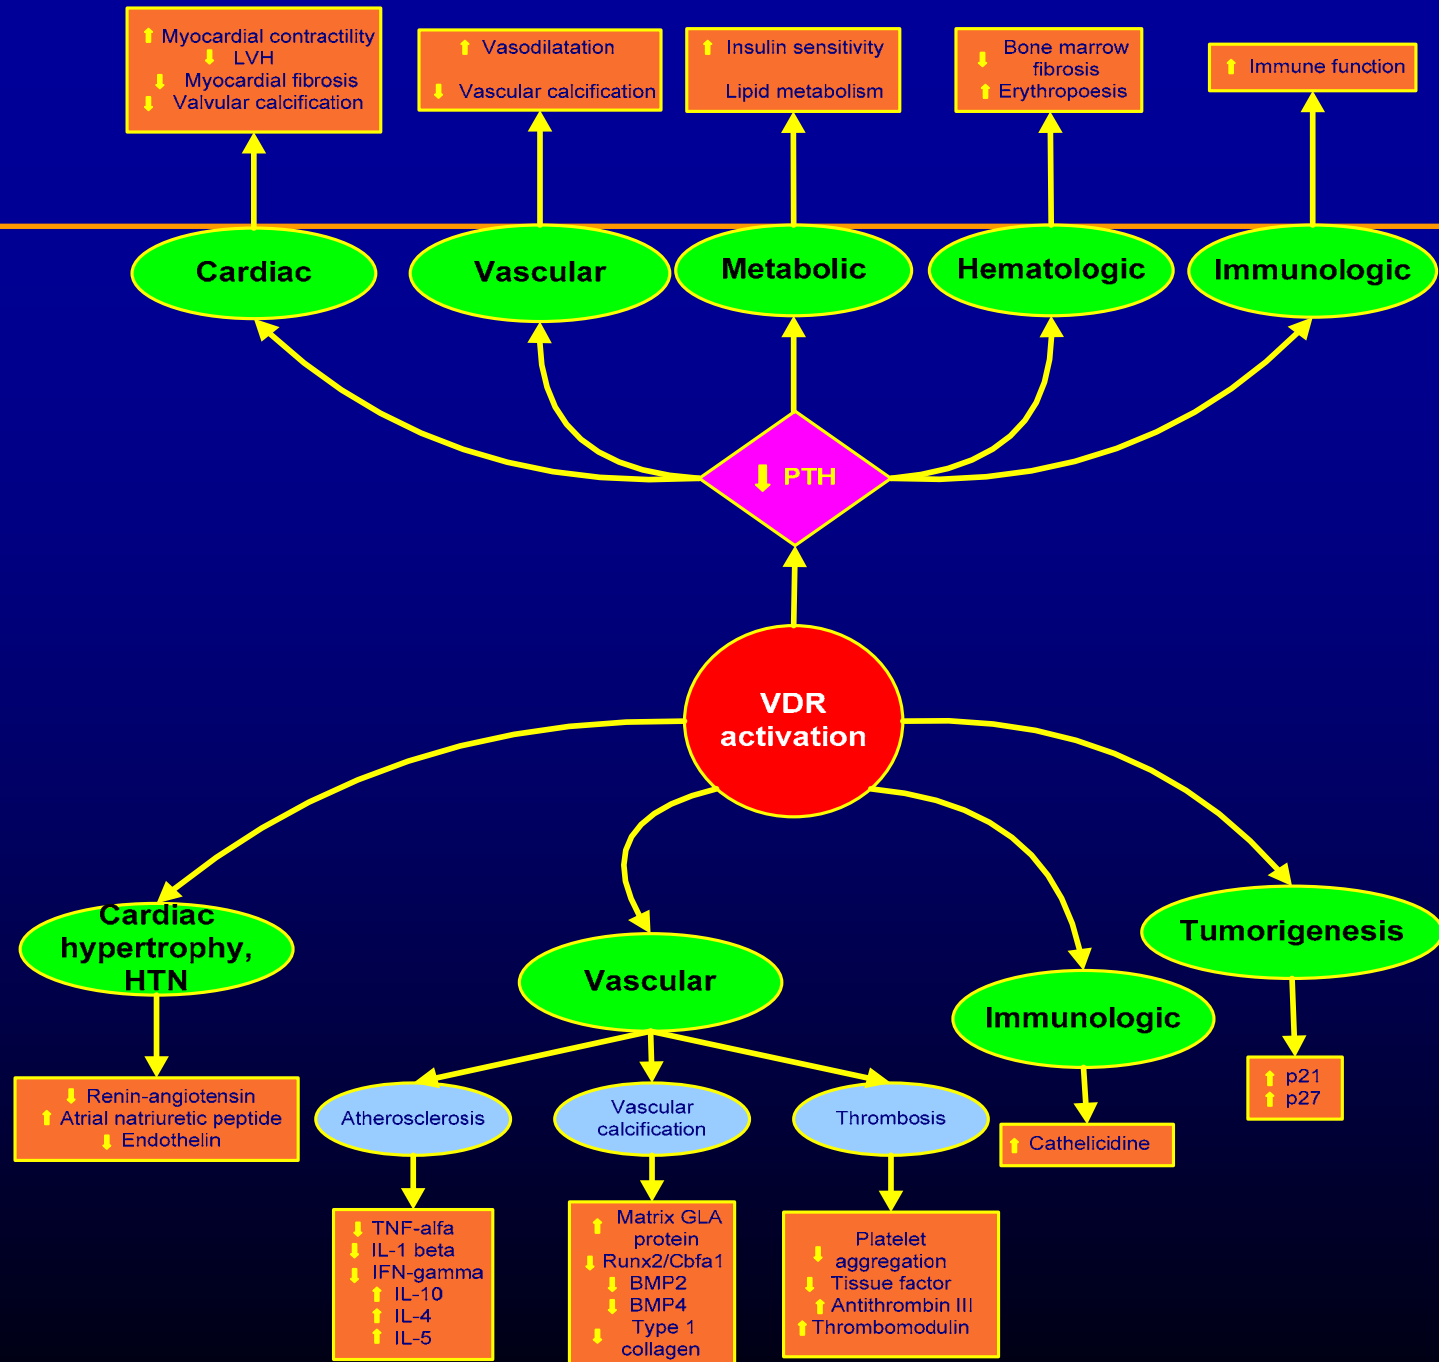 ⬆ Myocardial contractility
⬇ LVH
⬇ Myocardial fibrosis
⬇ Valvular calcification
⬆ Vasodilatation
⬇ Vascular calcification
⬆ Insulin sensitivity
Lipid metabolism
⬇ Bone marrow
fibrosis
⬆ Erythropoesis
⬆ Immune function
Cardiac
Vascular
Metabolic
Hematologic
Immunologic
⬇ PTH
VDR
activation
Cardiac
hypertrophy,
HTN
Vascular
Immunologic
Tumorigenesis
⬇ Renin-angiotensin
⬆ Atrial natriuretic peptide
⬇ Endothelin
Atherosclerosis
Vascular
calcification
Thrombosis
⬆ Cathelicidine
⬆ p21
⬆ p27
⬇ TNF-alfa
⬇ IL-1 beta
⬇ IFN-gamma
⬆ IL-10
⬆ IL-4
⬆ IL-5
⬆ Matrix GLA
protein
⬇ Runx2/Cbfa1
⬇ BMP2
⬇ BMP4
⬇ Type 1
collagen
⬇ Platelet
aggregation
⬇ Tissue factor
⬆ Antithrombin III
⬆ Thrombomodulin